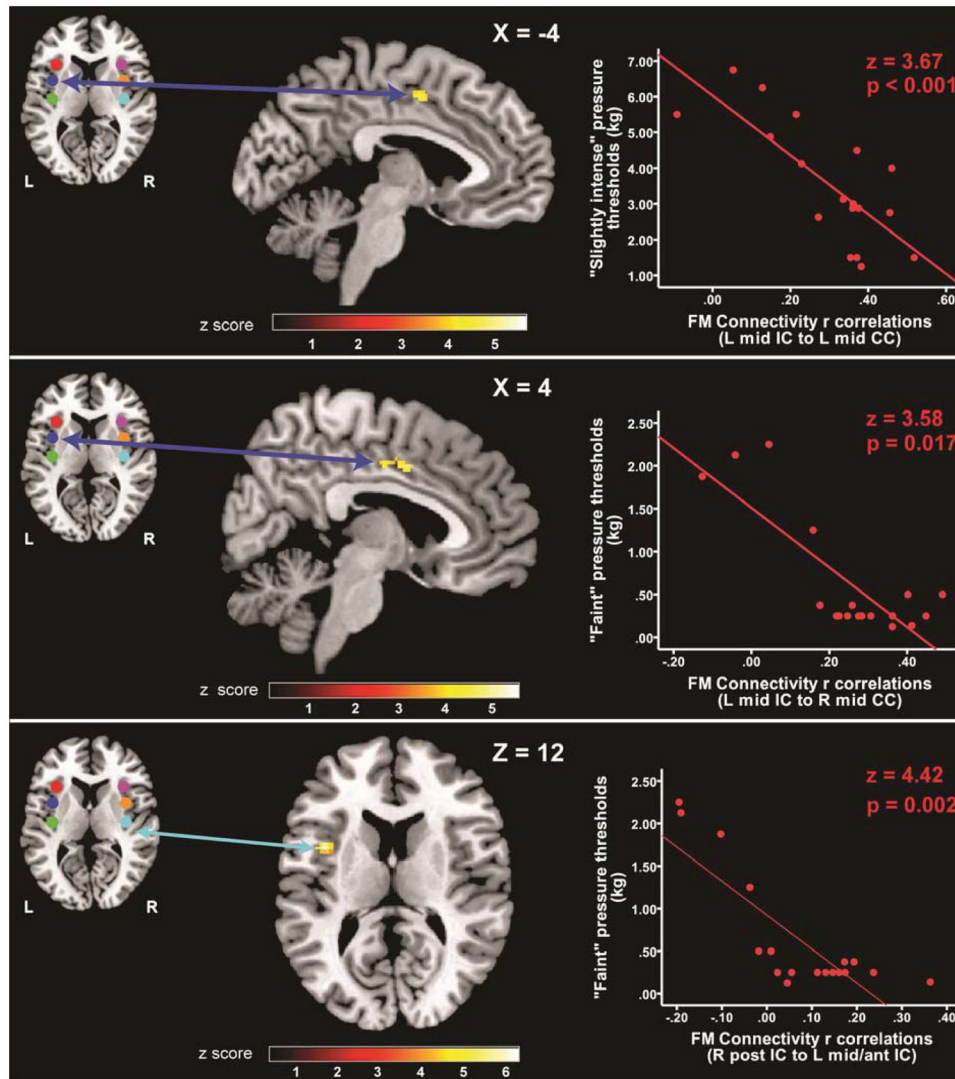 X = -4
L
R
z score
1 2 3 4 5
"Slightly intense" pressure
thresholds (kg)
7.00
6.00
5.00
4.00
3.00
2.00
1.00
z = 3.67
p < 0.001
.00 .20 .40 .60
FM Connectivity r correlations
(L mid IC to L mid CC)
X = 4
L
R
z score
1 2 3 4 5
"Faint" pressure thresholds
(kg)
2.50
2.00
1.50
1.00
.50
.00
z = 3.58
p = 0.017
-.20 .00 .20 .40
FM Connectivity r correlations
(L mid IC to R mid CC)
Z = 12
L
R
z score
1 2 3 4 5 6
"Faint" pressure thresholds
(kg)
2.50
2.00
1.50
1.00
.50
.00
z = 4.42
p = 0.002
-.20 -.10 .00 .10 .20 .30 .40
FM Connectivity r correlations
(R post IC to L mid/ant IC)